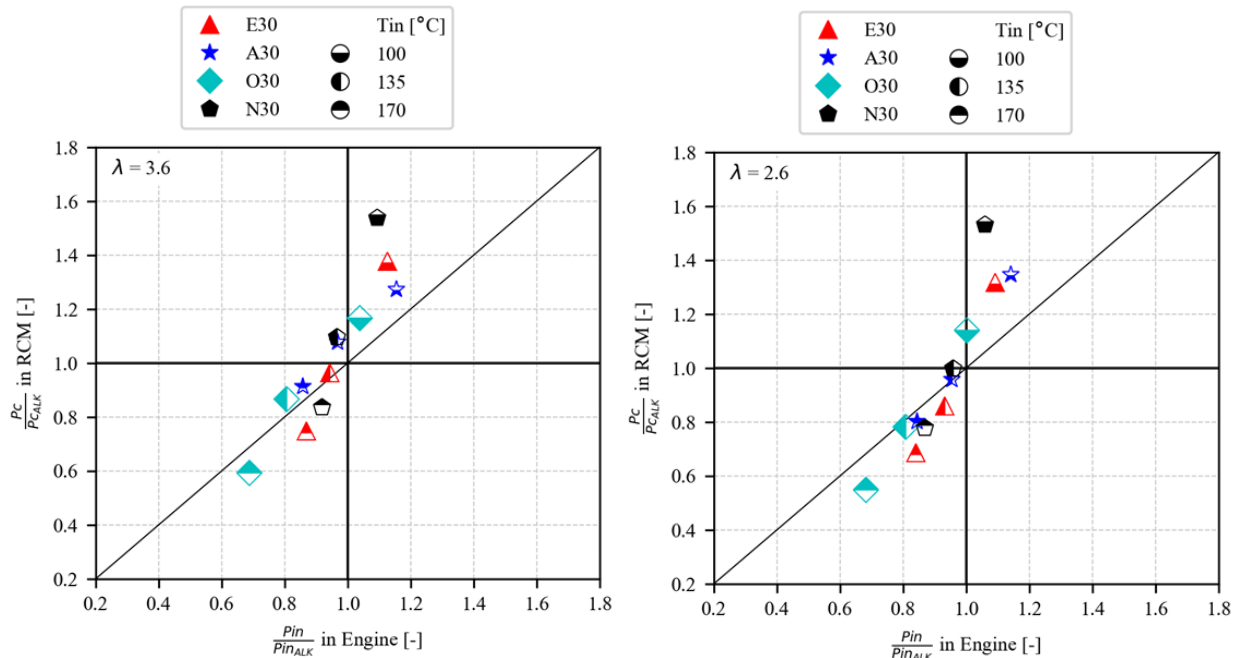 E30 Tin [°C]
A30 100
O30 135
N30 170
λ = 3.6
1.8
1.6
1.4
1.2
1.0
0.8
0.6
0.4
0.2
0.2 0.4 0.6 0.8 1.0 1.2 1.4 1.6 1.8
Pc/Pc_ALK in RCM [-]
Pin/Pin_ALK in Engine [-]
E30 Tin [°C]
A30 100
O30 135
N30 170
λ = 2.6
1.8
1.6
1.4
1.2
1.0
0.8
0.6
0.4
0.2
0.2 0.4 0.6 0.8 1.0 1.2 1.4 1.6 1.8
Pc/Pc_ALK in RCM [-]
Pin/Pin_ALK in Engine [-]